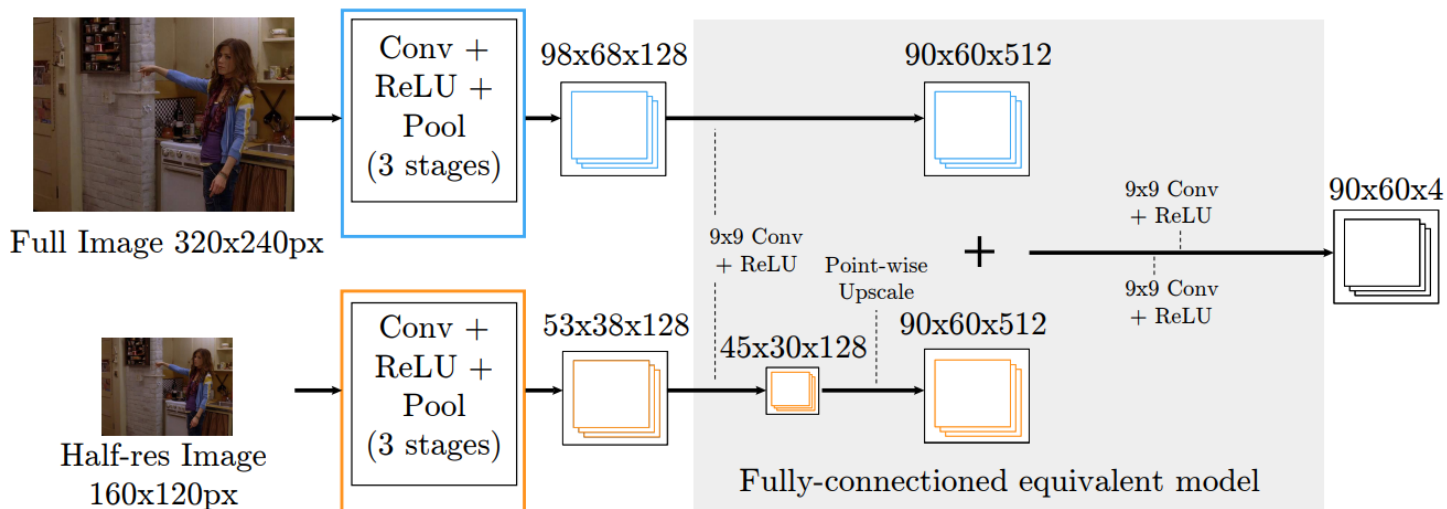 Conv +
ReLU +
Pool
(3 stages)
98x68x128
90x60x512
Full Image 320x240px
9x9 Conv
+ ReLU
Point-wise
Upscale
+
9x9 Conv
+ ReLU
9x9 Conv
+ ReLU
90x60x4
Conv +
ReLU +
Pool
(3 stages)
53x38x128
45x30x128
90x60x512
Half-res Image
160x120px
Fully-connectioned equivalent model